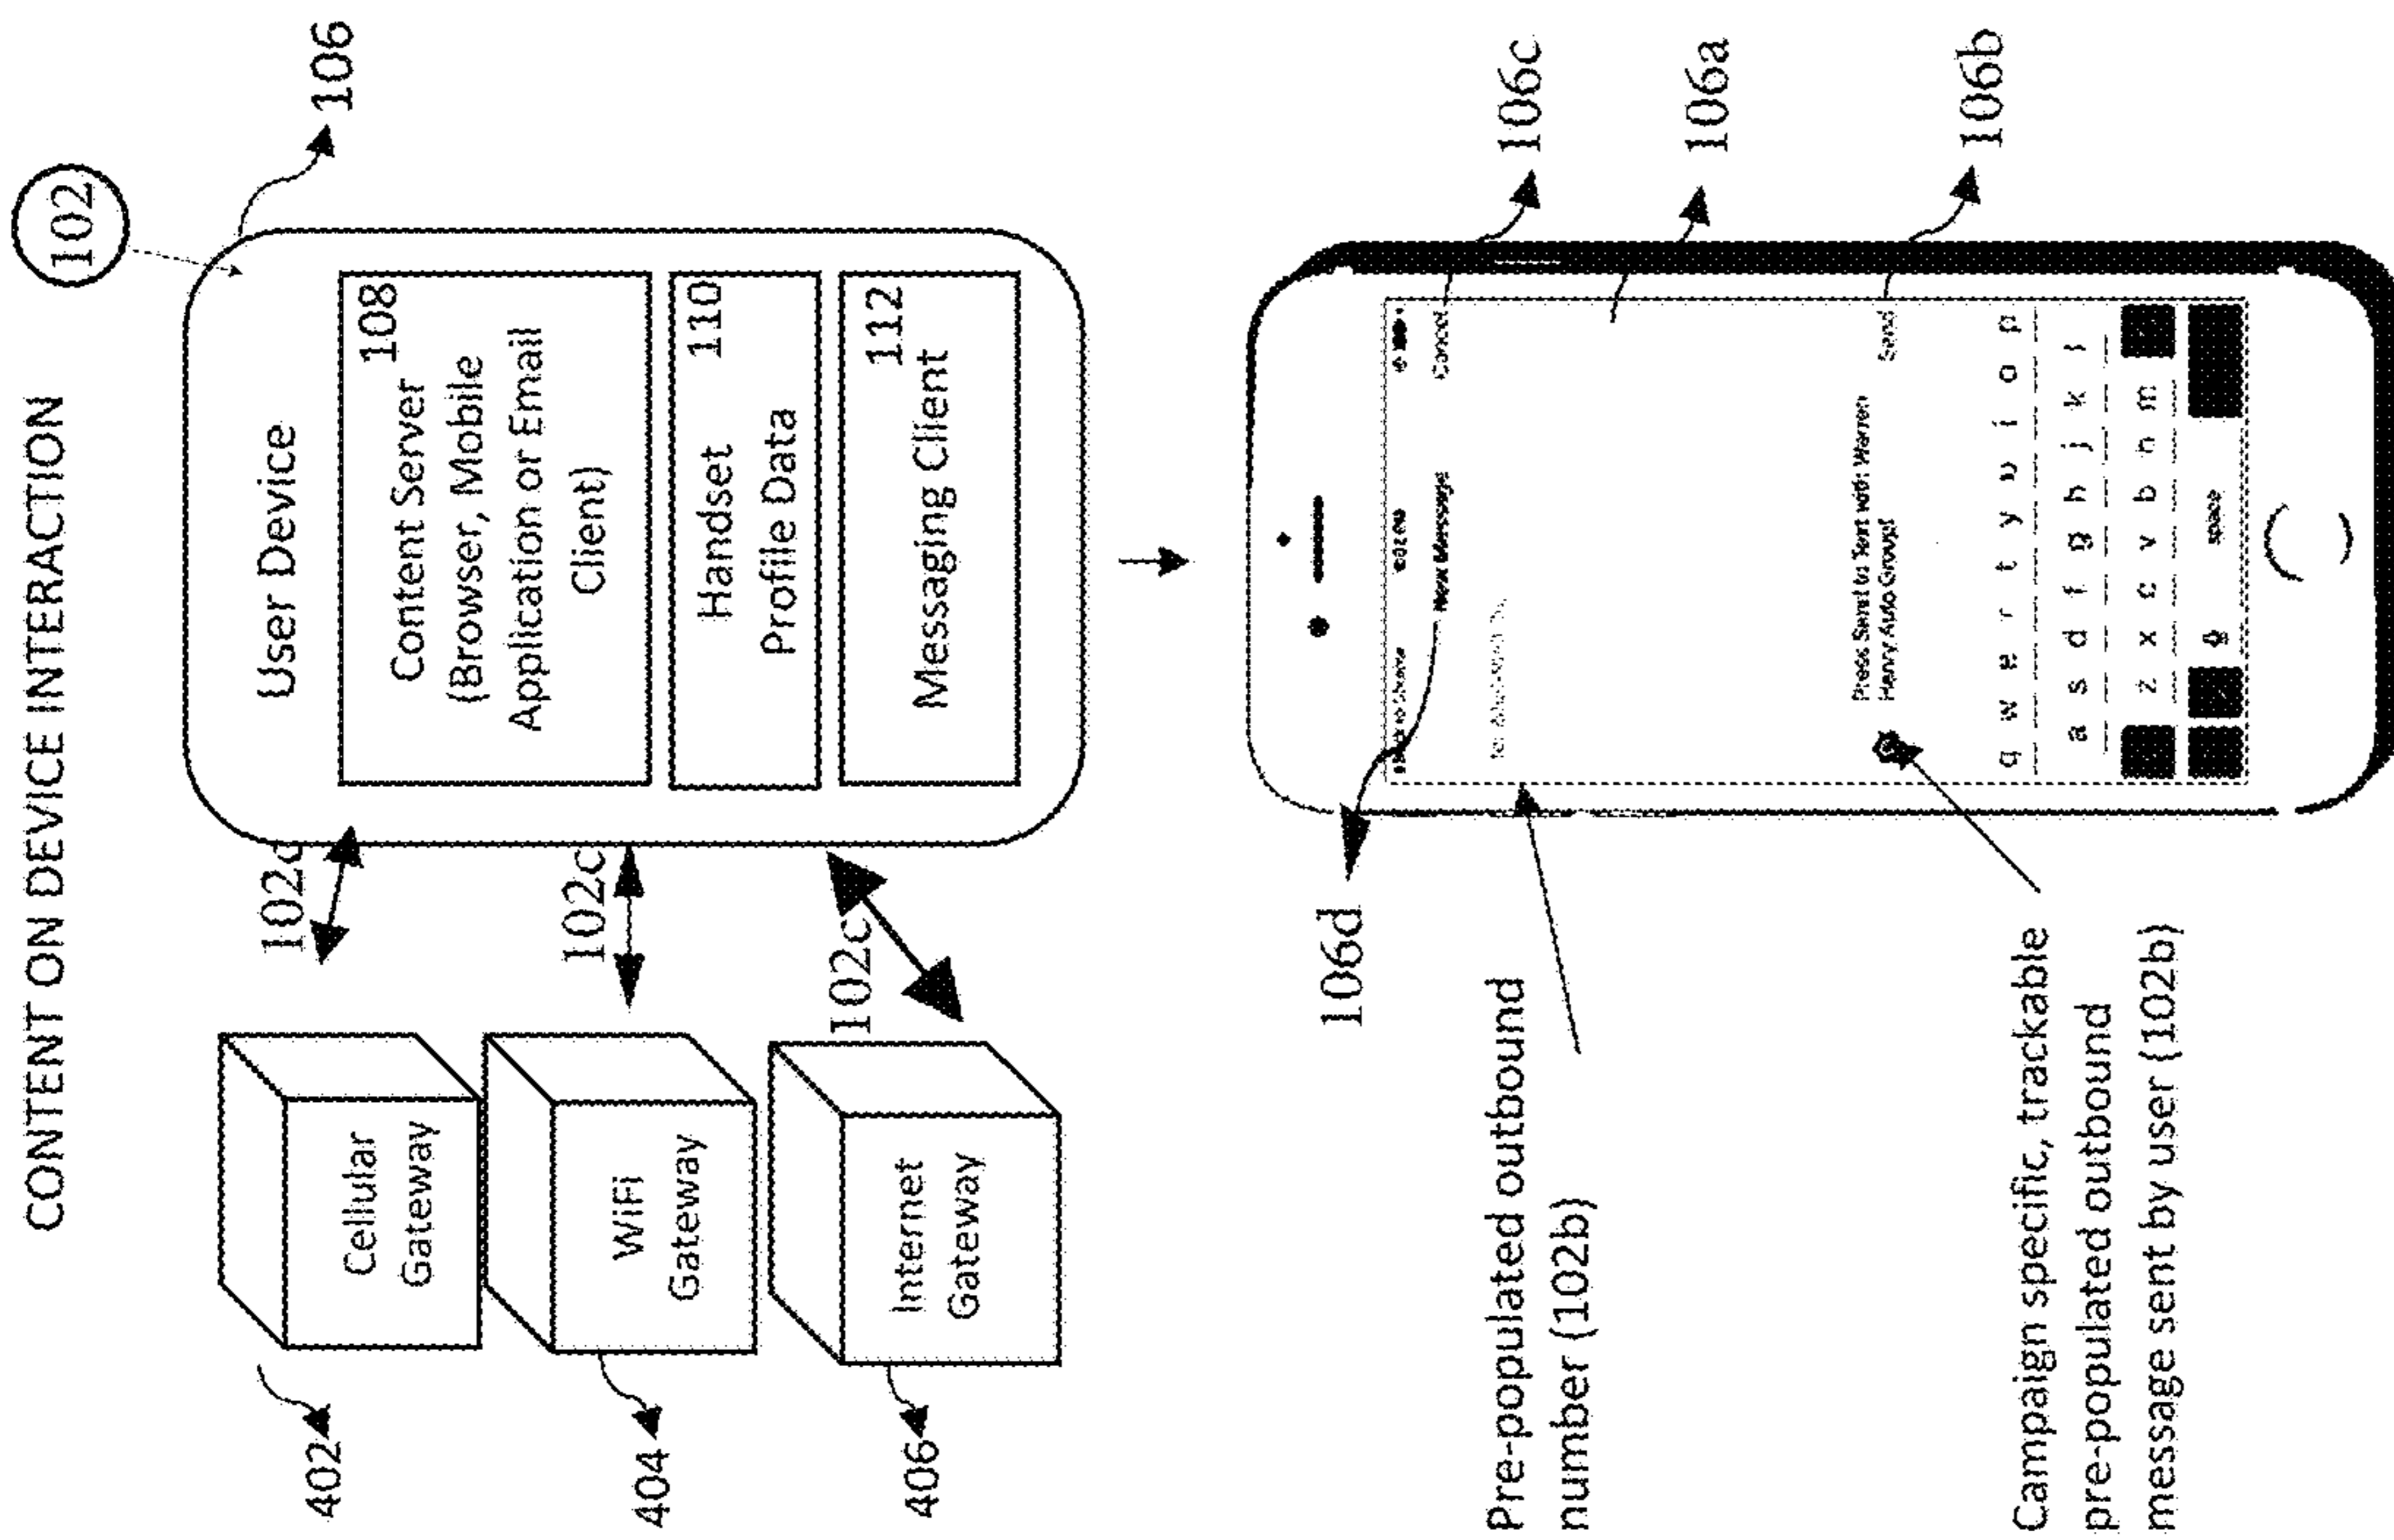 CONTENT ON DEVICE INTERACTION
102
106
User Device
108
Content Server
(Browser, Mobile
Application or Email
Client)
110
Handset
Profile Data
112
Messaging Client
102c
102c
102c
Cellular
Gateway
WiFi
Gateway
Internet
Gateway
402
404
406
106c
106a
106b
106d
New Message
Cancel
Press Send to Text with Warren
Henry Auto Group!
Send
q w e r t y u i o p
a s d f g h j k l
z x c v b n m
space
Pre-populated outbound
number (102b)
Campaign specific, trackable
pre-populated outbound
message sent by user (102b)